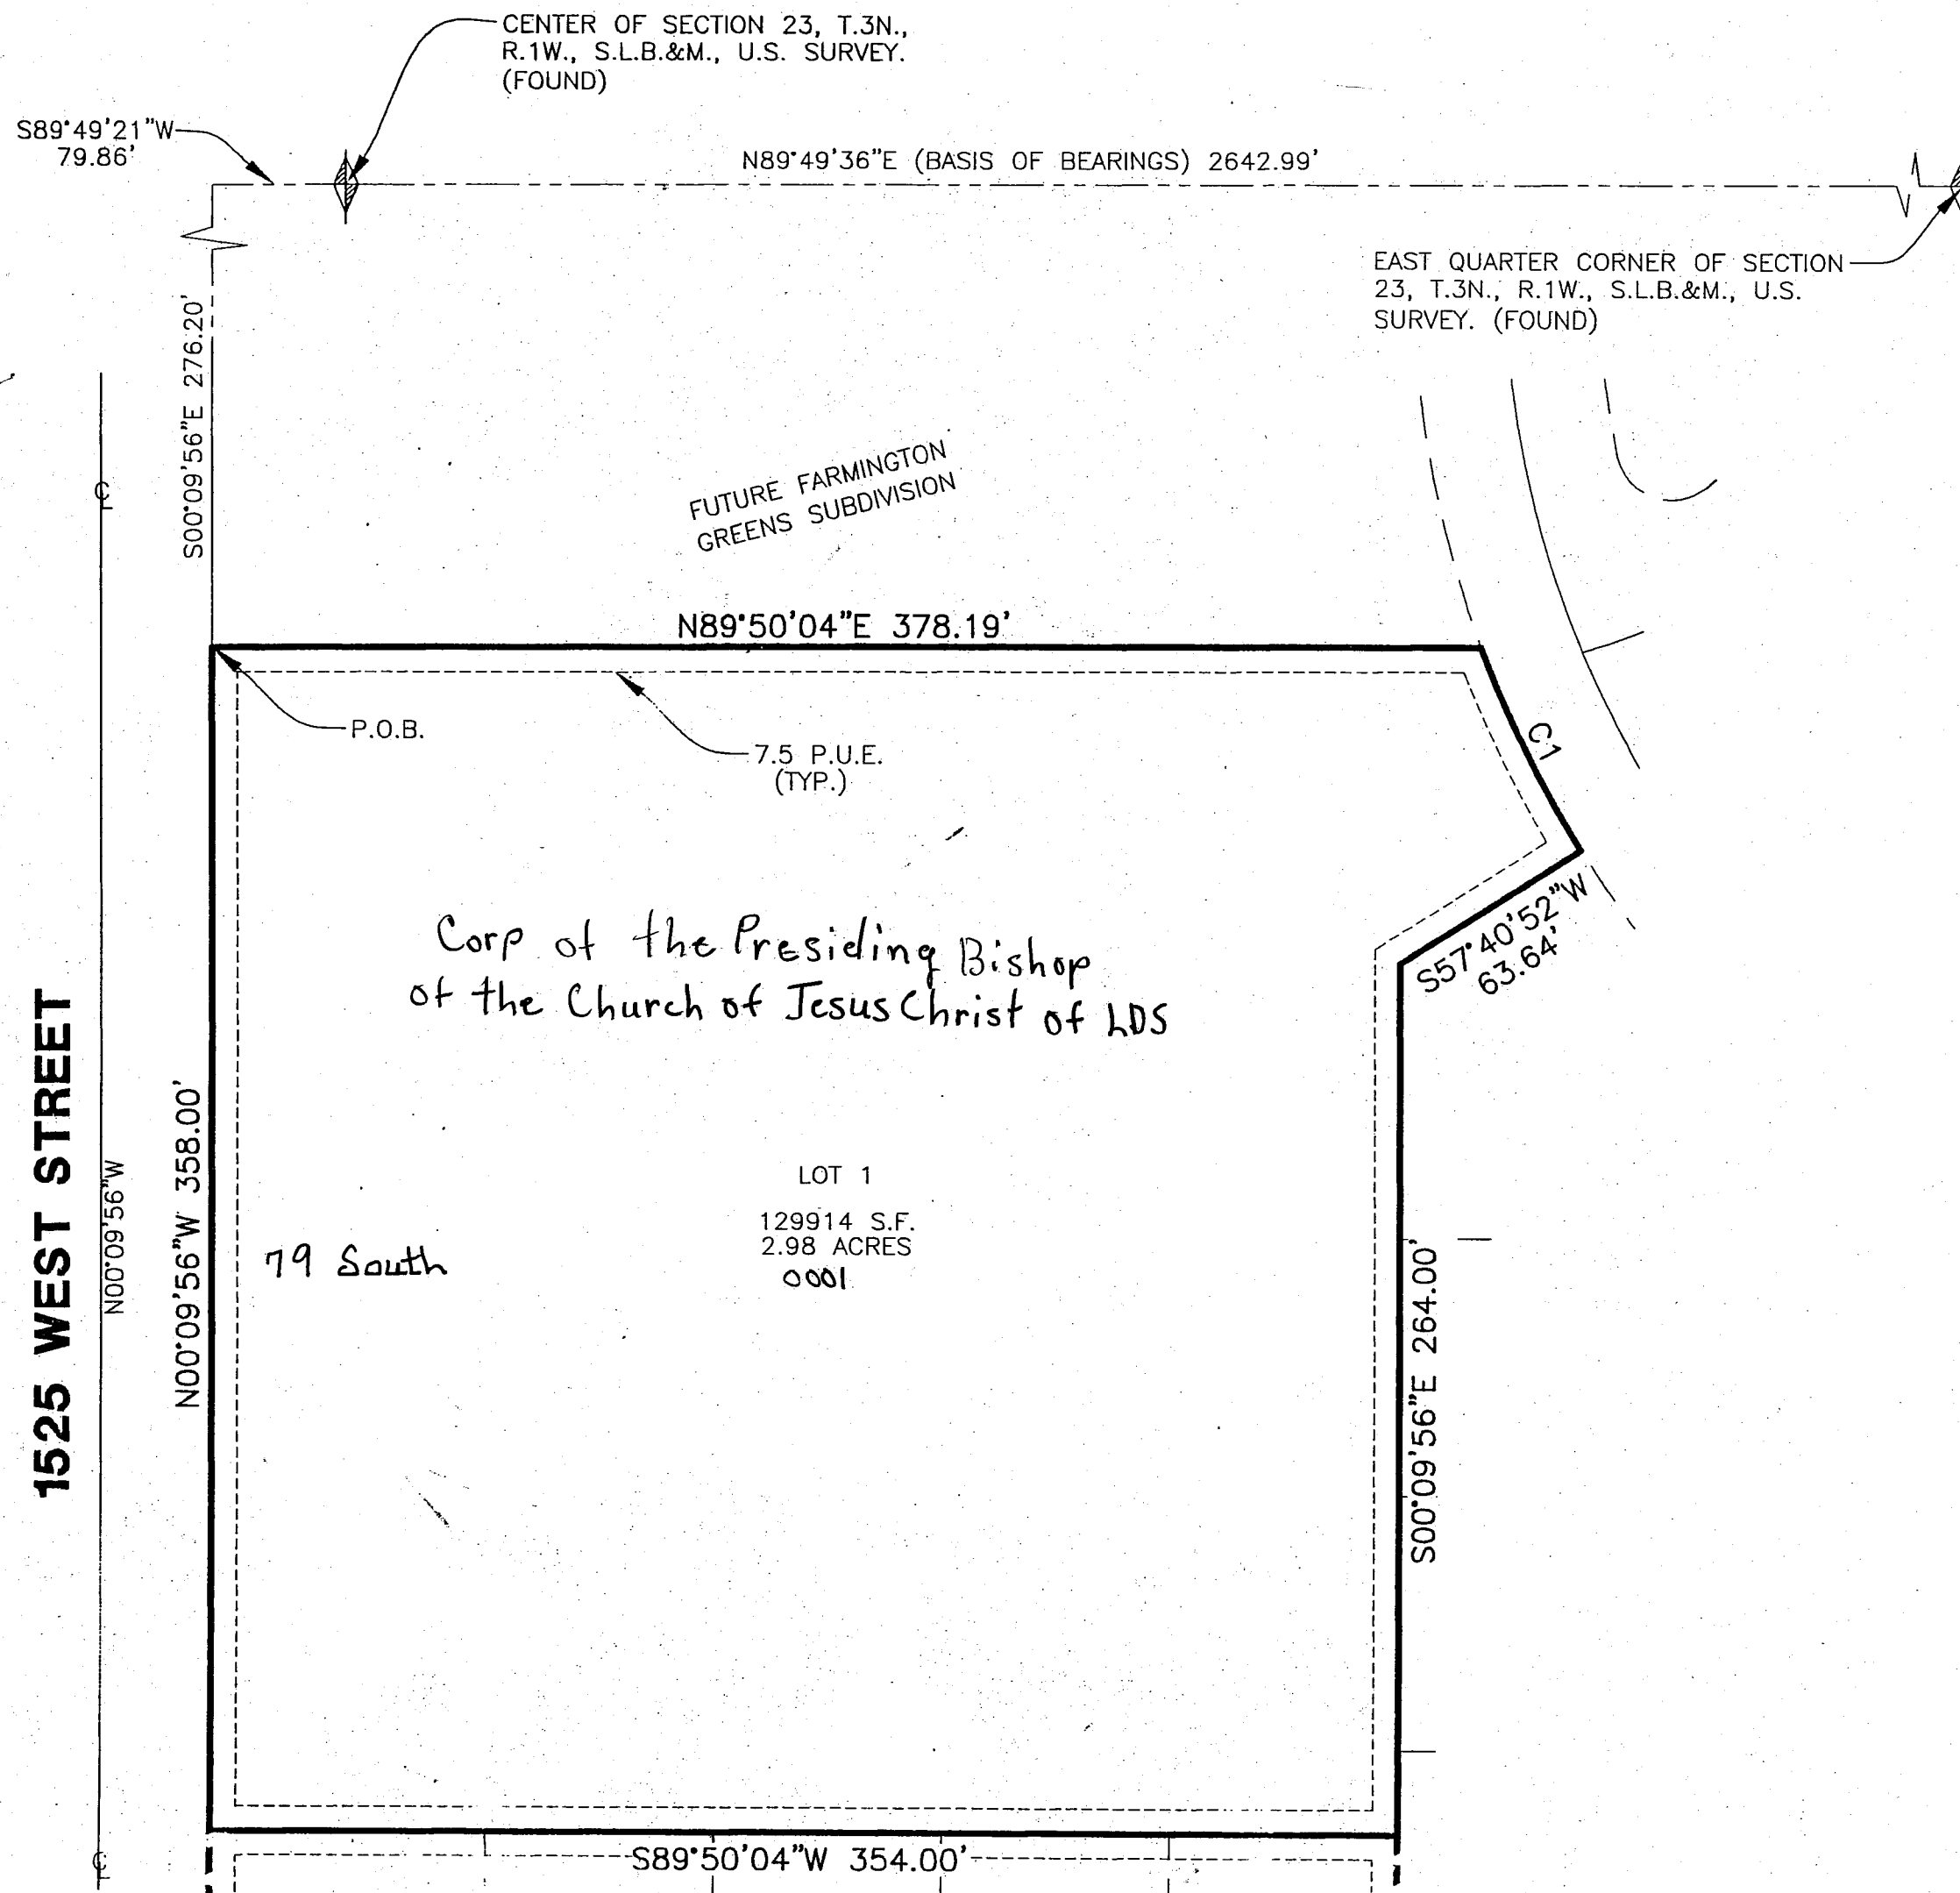 CENTER OF SECTION 23, T.3N.,
R.1W., S.L.B.&M., U.S. SURVEY.
(FOUND)
S89°49'21"W
79.86'
N89°49'36"E (BASIS OF BEARINGS) 2642.99'
EAST QUARTER CORNER OF SECTION
23, T.3N., R.1W., S.L.B.&M., U.S.
SURVEY. (FOUND)
S00°09'56"E 276.20'
FUTURE FARMINGTON
GREENS SUBDIVISION
N89°50'04"E 378.19'
P.O.B.
7.5 P.U.E.
(TYP.)
C1
S57°40'52"W
63.64'
Corp of the Presiding Bishop
of the Church of Jesus Christ of LDS
1525 WEST STREET
N00°09'56"W
N00°09'56"W 358.00'
LOT 1
129914 S.F.
2.98 ACRES
0001
79 South
S00°09'56"E 264.00'
S89°50'04"W 354.00'